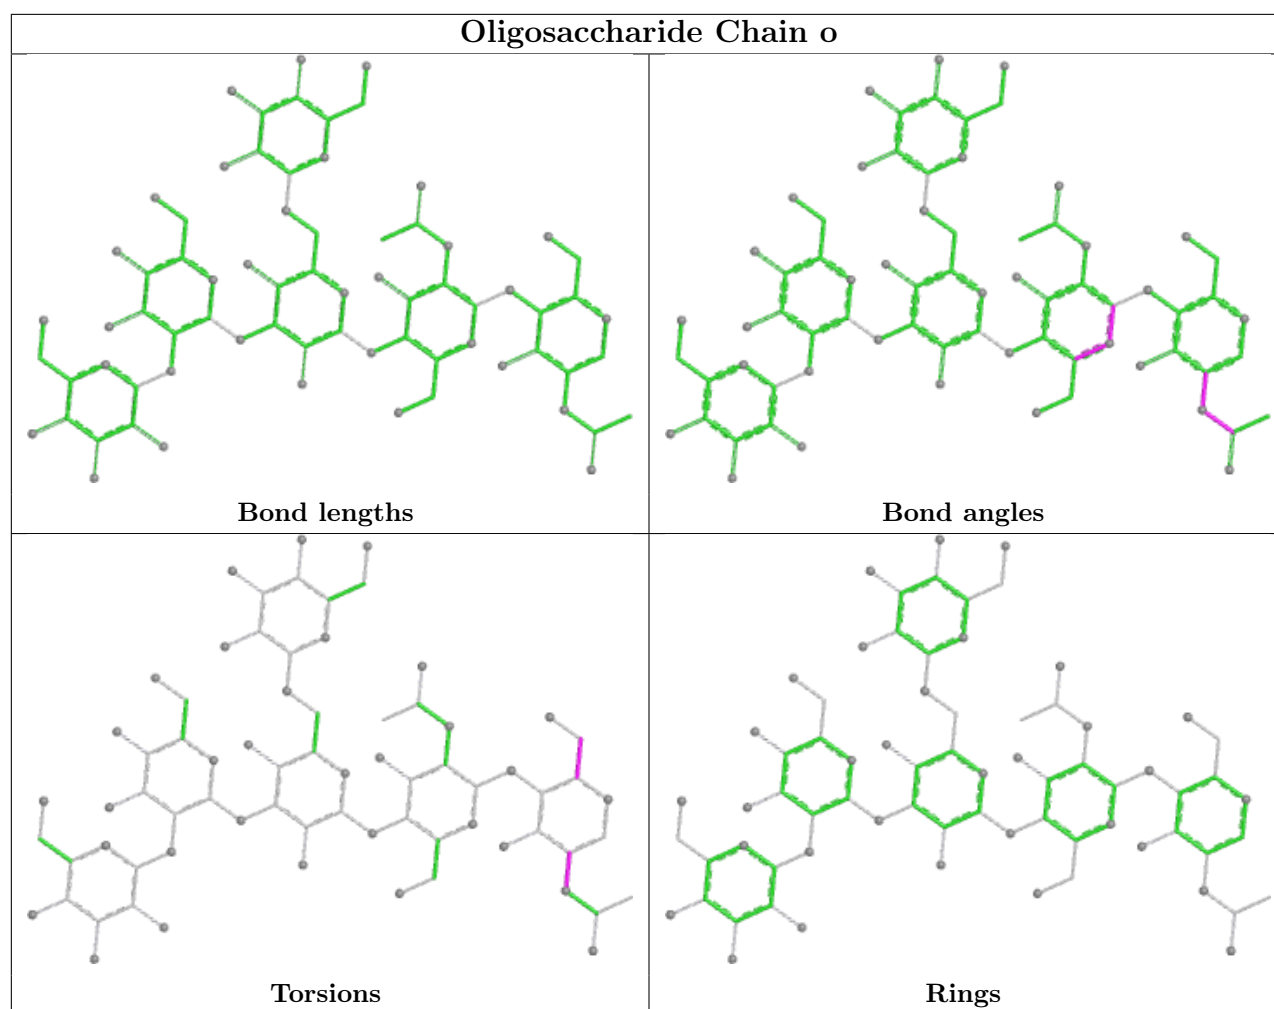 Oligosaccharide Chain o
Bond lengths
Bond angles
Torsions
Rings